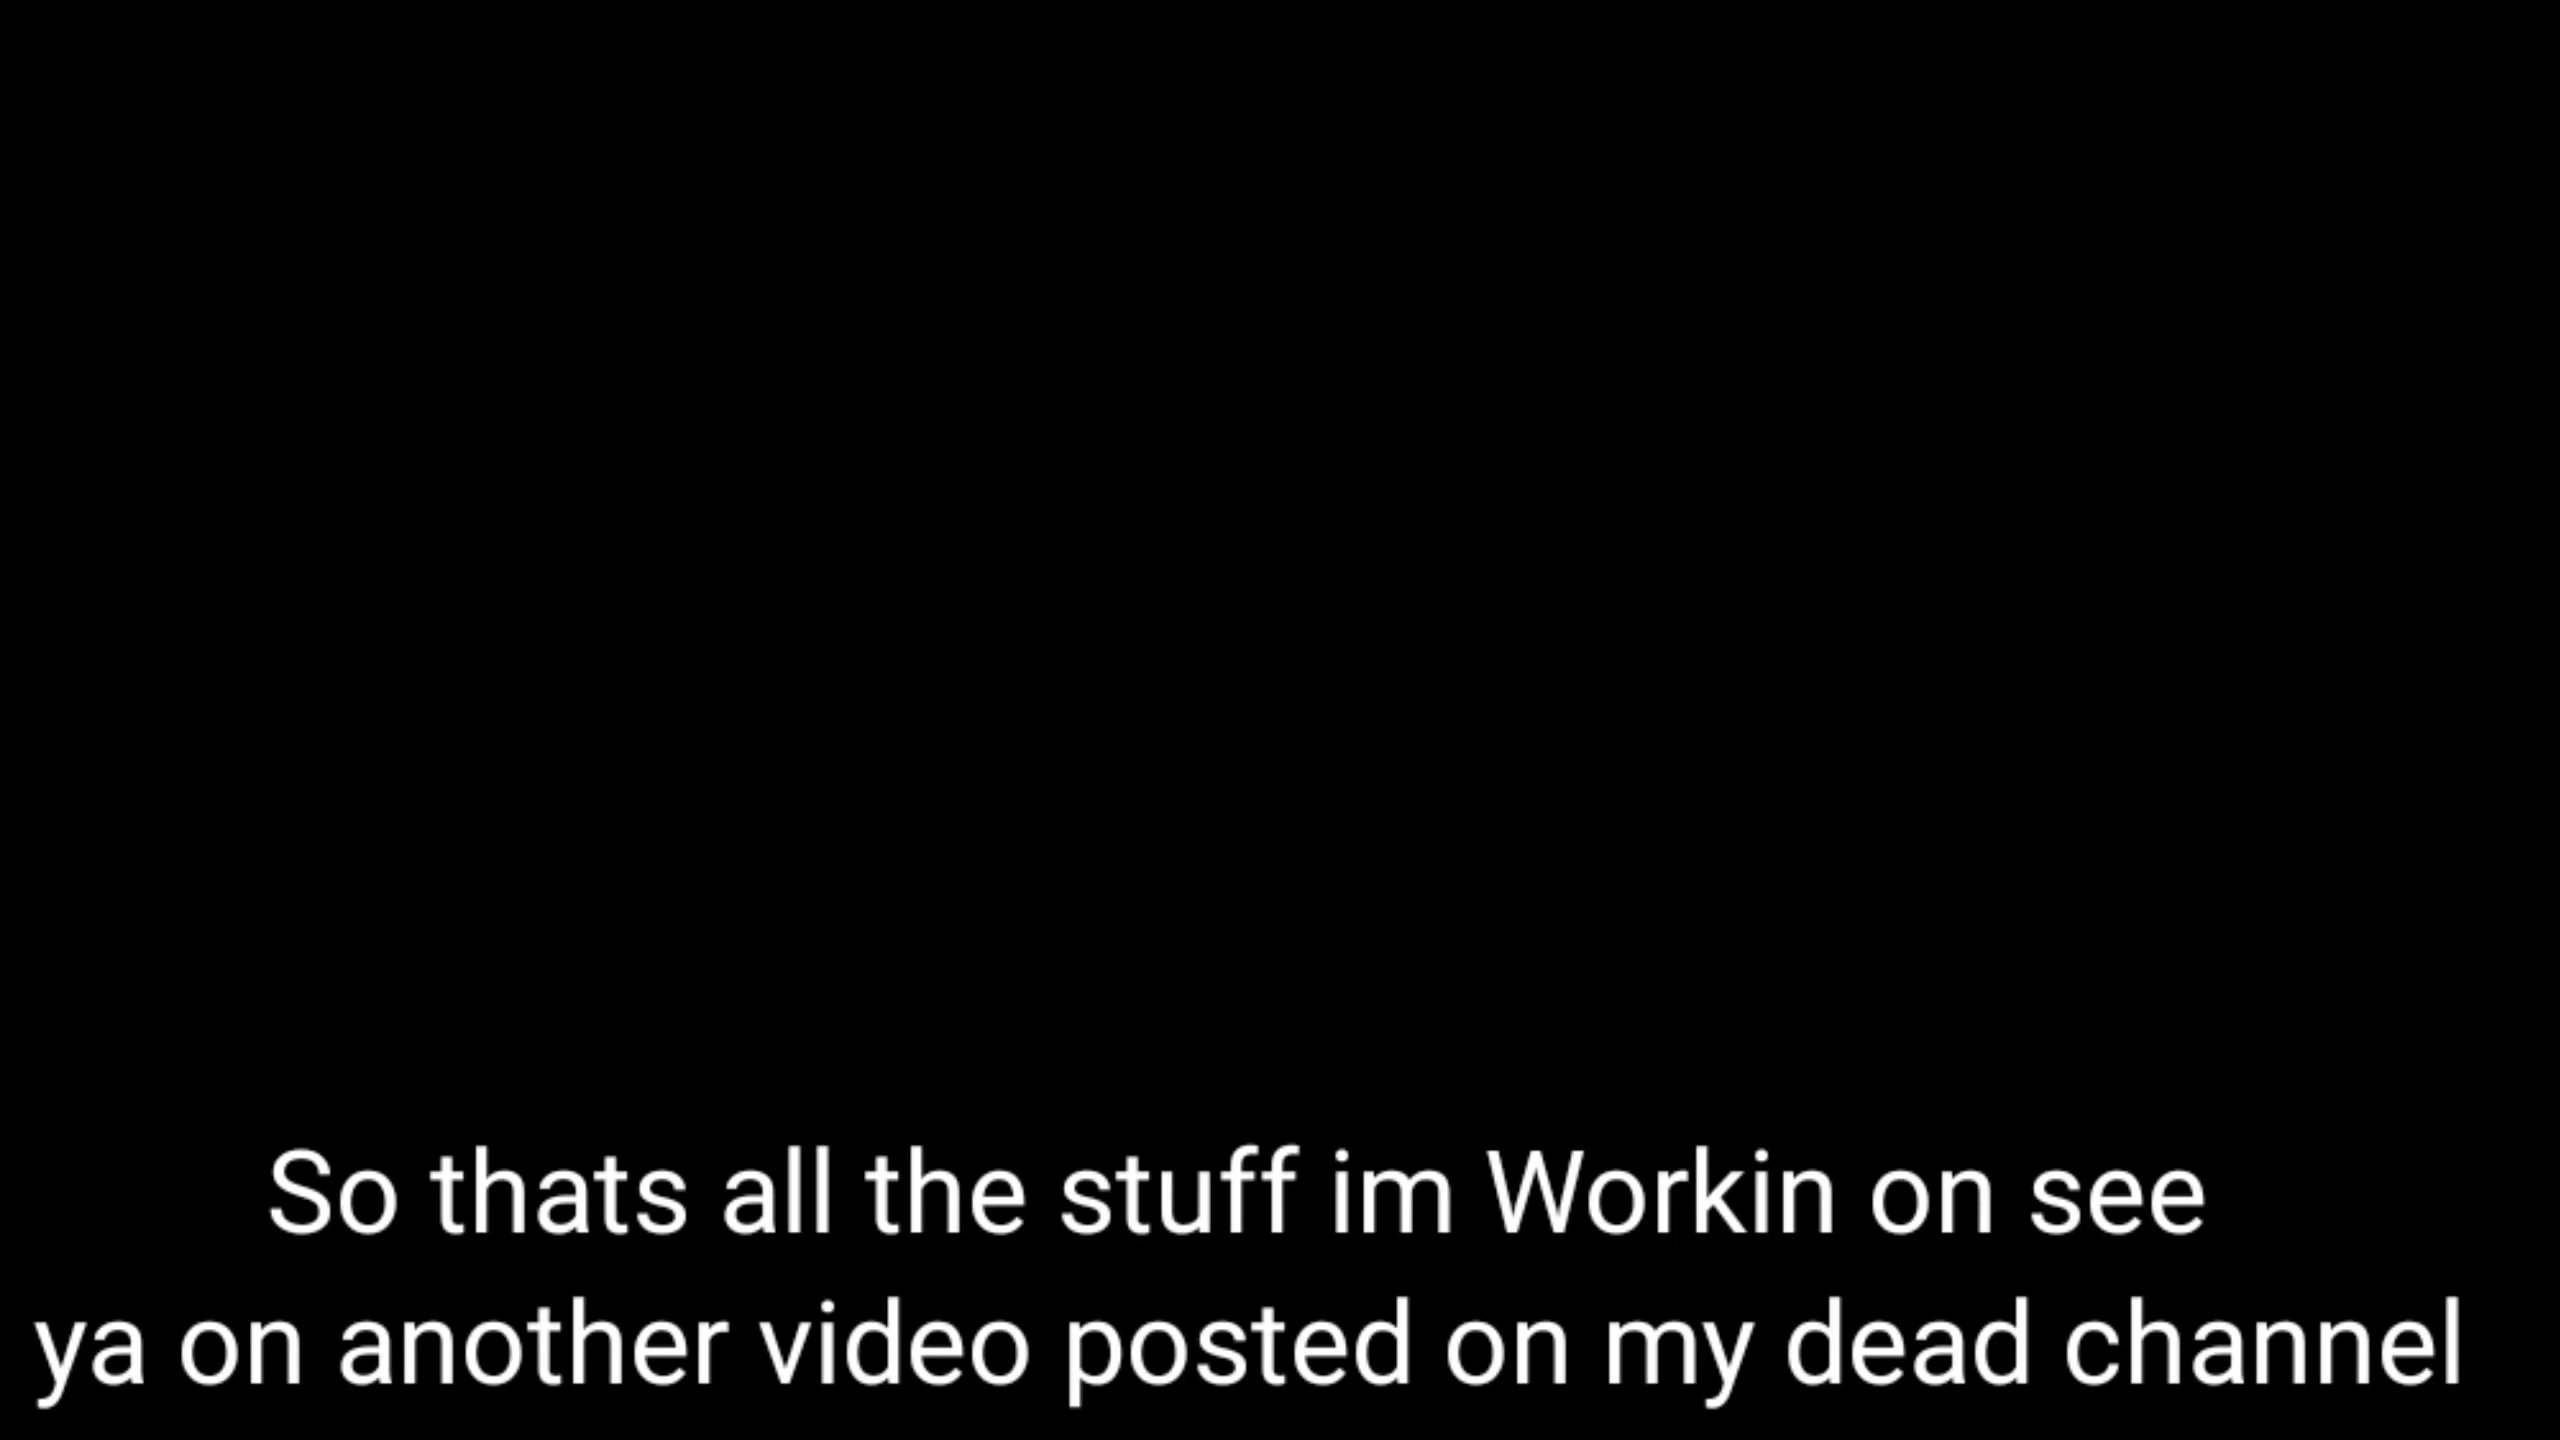 So thats all the stuff im Workin on see
ya on another video posted on my dead channel